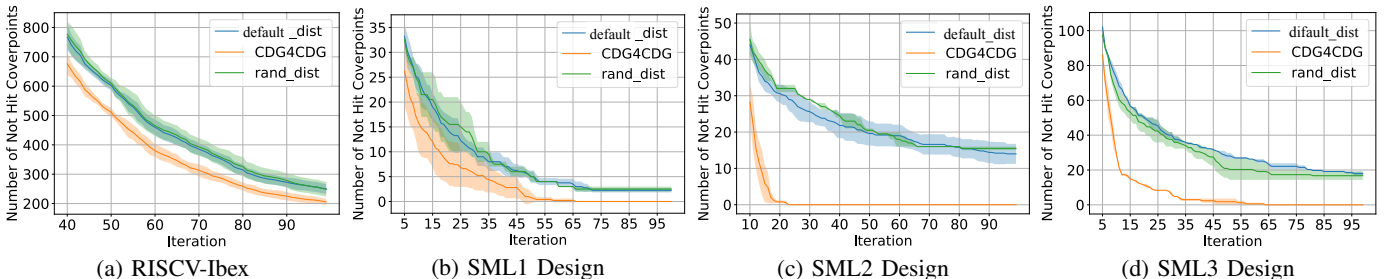 Number of Not Hit Coverpoints
800
700
600
500
400
300
200
40
50
60
70
80
90
Iteration
default _dist
CDG4CDG
rand_dist
(a) RISCV-Ibex
Number of Not Hit Coverpoints
35
30
25
20
15
10
5
0
5
15
25
35
45
55
65
75
85
95
Iteration
default _dist
CDG4CDG
rand_dist
(b) SML1 Design
Number of Not Hit Coverpoints
50
40
30
20
10
0
10
20
30
40
50
60
70
80
90
Iteration
default_dist
CDG4CDG
rand_dist
(c) SML2 Design
Number of Not Hit Coverpoints
100
80
60
40
20
0
5
15
25
35
45
55
65
75
85
95
Iteration
difault_dist
CDG4CDG
rand_dist
(d) SML3 Design